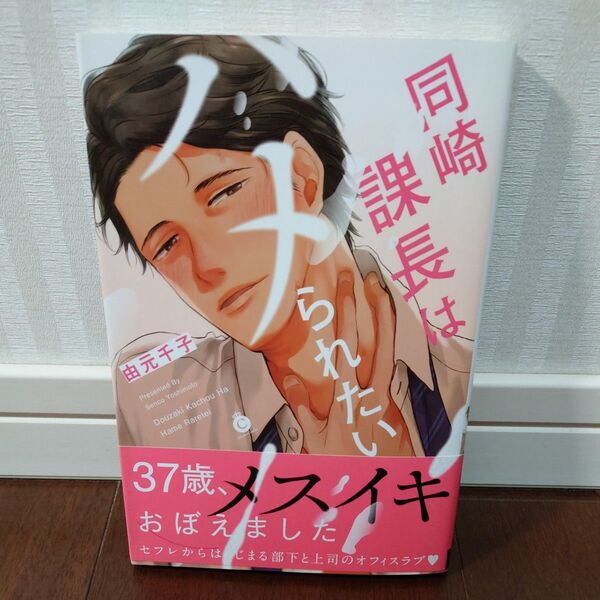 同崎
課長は
ハメ
られたい
由元千子
Presented By
Senco Yoshimoto
Douzaki Kachou Ha
Hame Raretei
37歳、メスイキ
おぼえました
セフレからはじまる部下と上司のオフィスラブ♥